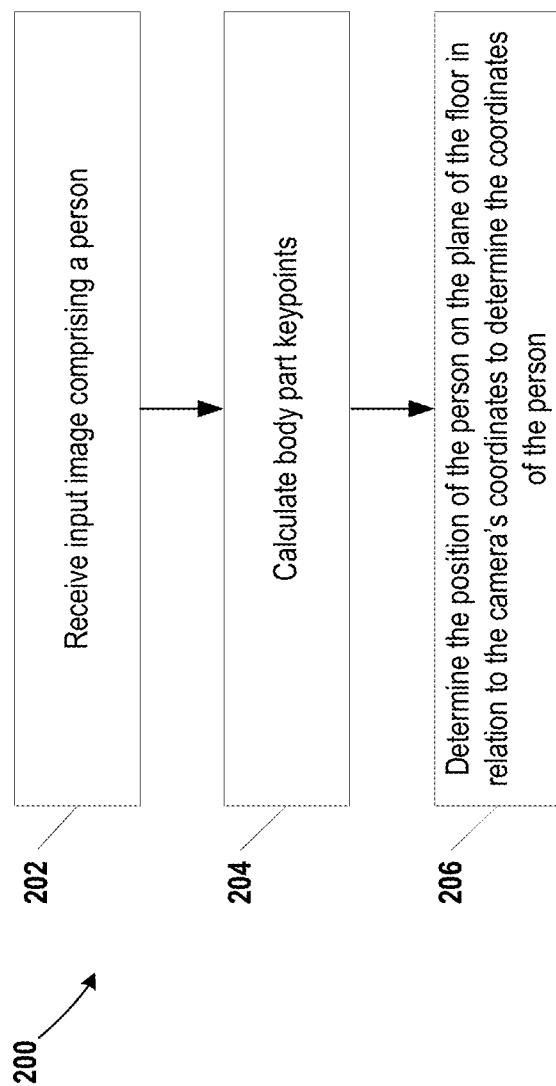 200
202
Receive input image comprising a person
204
Calculate body part keypoints
206
Determine the position of the person on the plane of the floor in
relation to the camera's coordinates to determine the coordinates
of the person